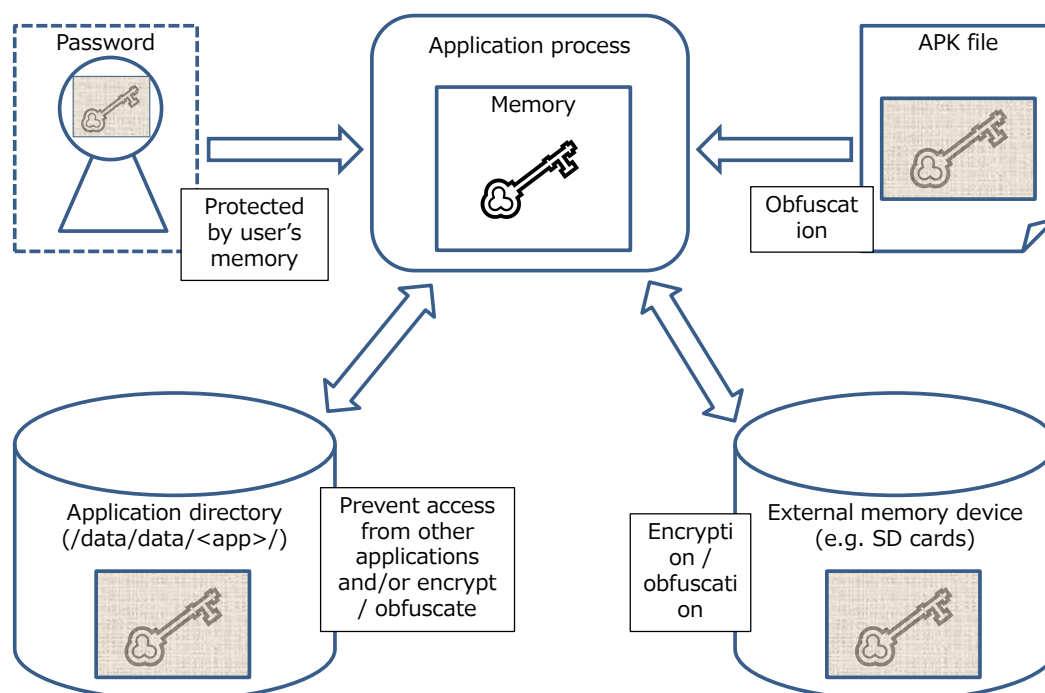 Password
Application process
APK file
Memory
Protected
by user's
memory
Obfuscat
ion
Application directory
(/data/data/<app>/)
Prevent access
from other
applications
and/or encrypt
/ obfuscate
Encrypti
on /
obfuscati
on
External memory device
(e.g. SD cards)